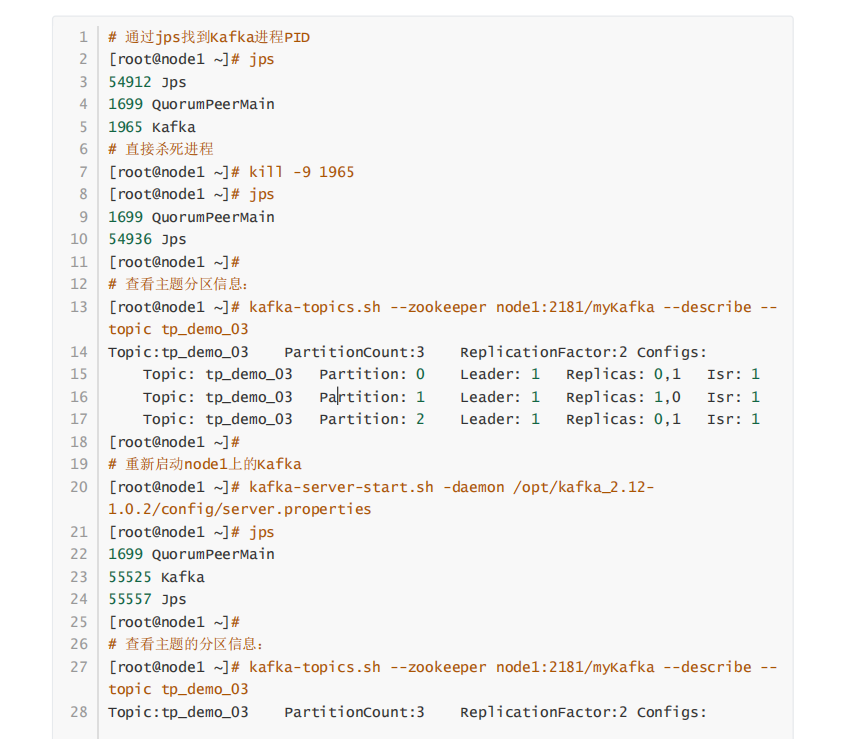 1 # 通过jps找到Kafka进程PID
2 [root@node1 ~]# jps
3 54912 Jps
4 1699 QuorumPeerMain
5 1965 Kafka
6 # 直接杀死进程
7 [root@node1 ~]# kill -9 1965
8 [root@node1 ~]# jps
9 1699 QuorumPeerMain
10 54936 Jps
11 [root@node1 ~]#
12 # 查看主题分区信息：
13 [root@node1 ~]# kafka-topics.sh --zookeeper node1:2181/myKafka --describe --
topic tp_demo_03
14 Topic:tp_demo_03 PartitionCount:3 ReplicationFactor:2 Configs:
15 Topic: tp_demo_03 Partition: 0 Leader: 1 Replicas: 0,1 Isr: 1
16 Topic: tp_demo_03 Partition: 1 Leader: 1 Replicas: 1,0 Isr: 1
17 Topic: tp_demo_03 Partition: 2 Leader: 1 Replicas: 0,1 Isr: 1
18 [root@node1 ~]#
19 # 重新启动node1上的Kafka
20 [root@node1 ~]# kafka-server-start.sh -daemon /opt/kafka_2.12-
1.0.2/config/server.properties
21 [root@node1 ~]# jps
22 1699 QuorumPeerMain
23 55525 Kafka
24 55557 Jps
25 [root@node1 ~]#
26 # 查看主题的分区信息：
27 [root@node1 ~]# kafka-topics.sh --zookeeper node1:2181/myKafka --describe --
topic tp_demo_03
28 Topic:tp_demo_03 PartitionCount:3 ReplicationFactor:2 Configs: